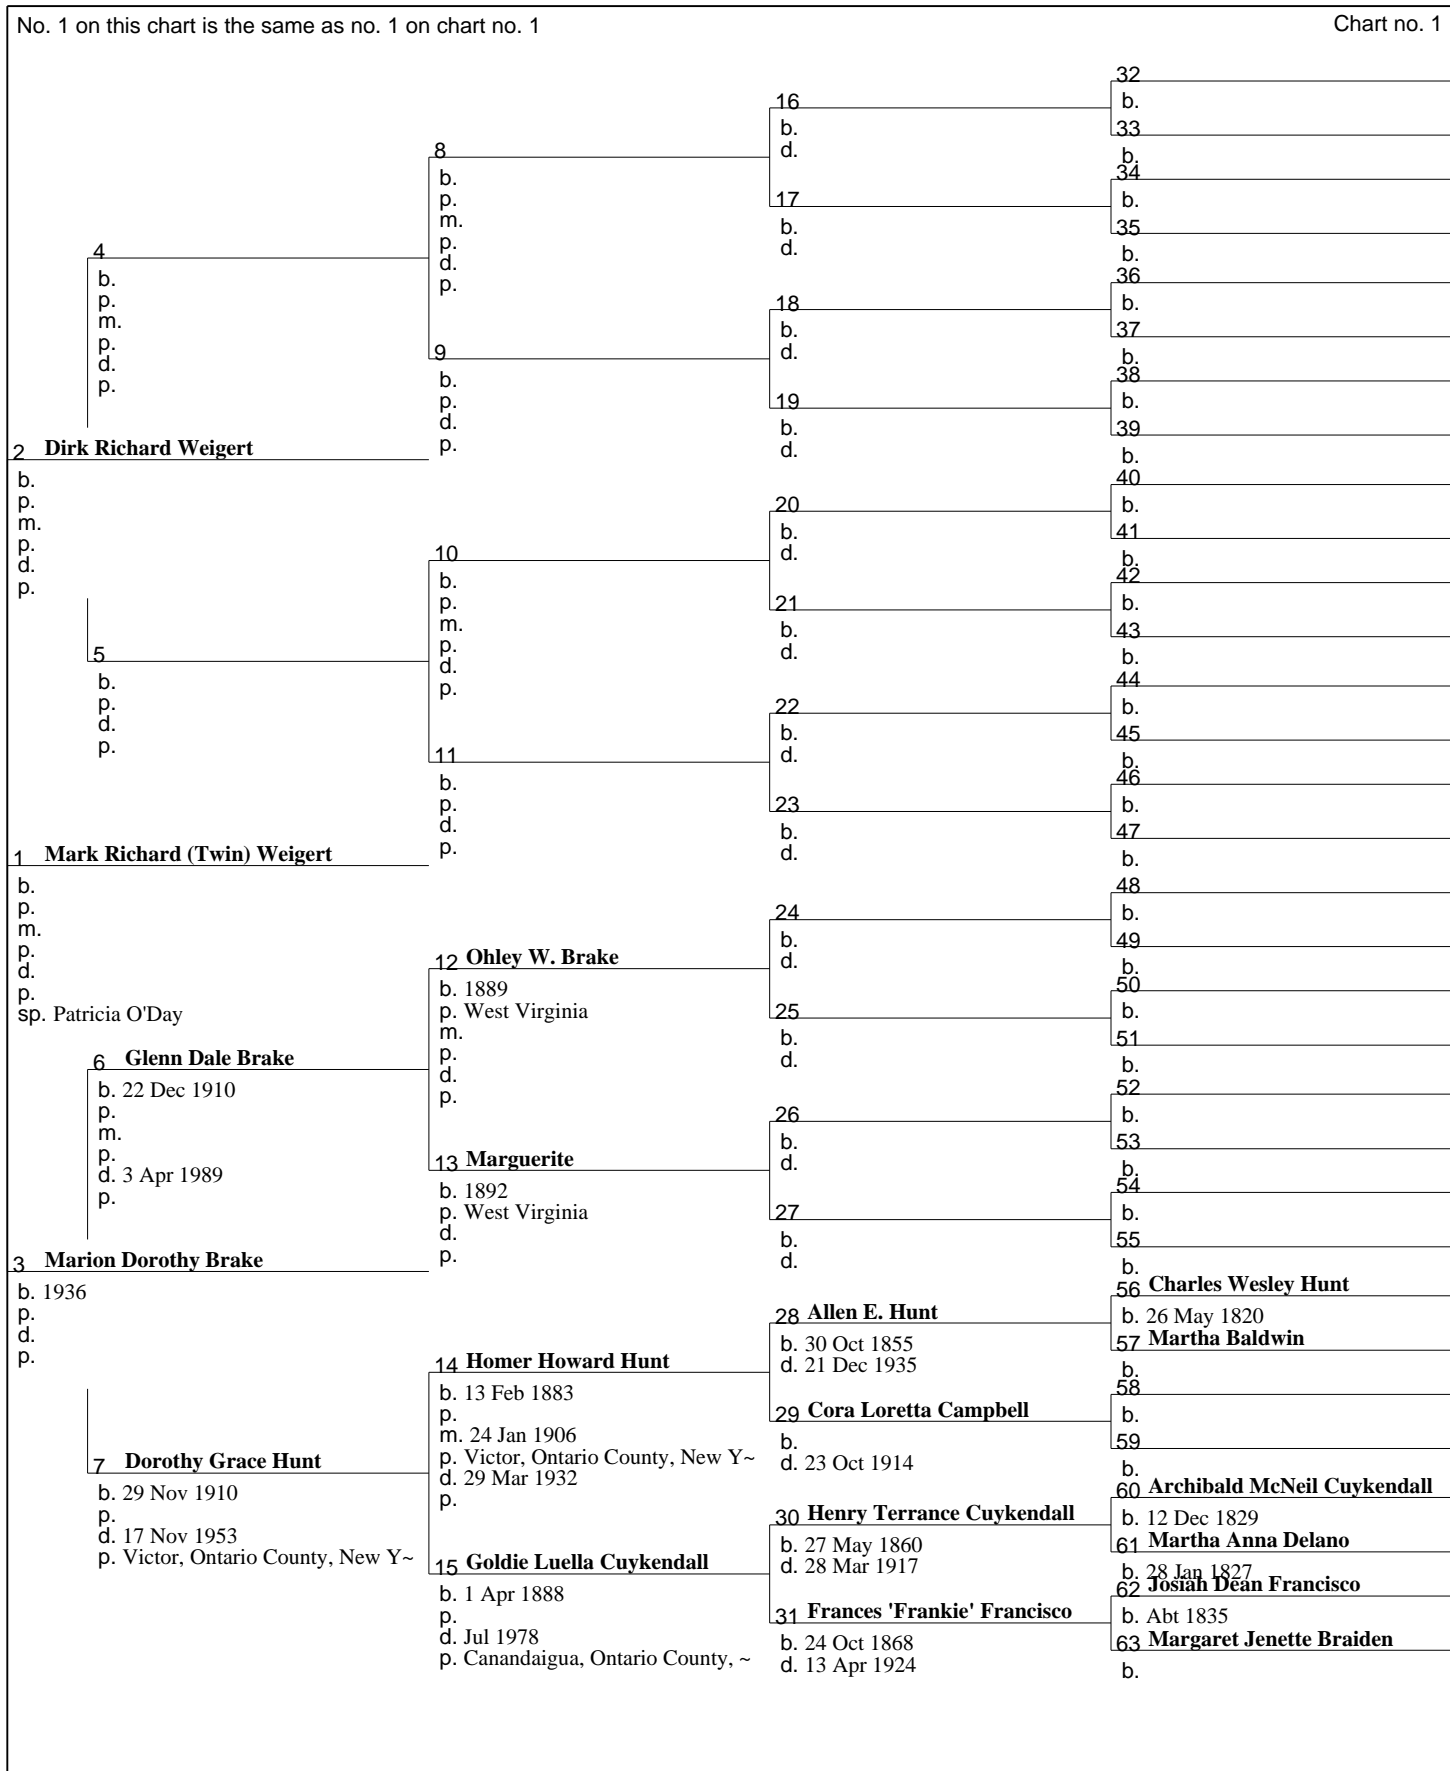 No. 1 on this chart is the same as no. 1 on chart no. 1
Chart no. 1
2 Dirk Richard Weigert
b.
p.
m.
p.
d.
p.
1 Mark Richard (Twin) Weigert
b.
p.
m.
p.
d.
p.
sp. Patricia O'Day
3 Marion Dorothy Brake
b. 1936
p.
d.
p.
4
b.
p.
m.
p.
d.
p.
5
b.
p.
d.
p.
6 Glenn Dale Brake
b. 22 Dec 1910
p.
m.
p.
d. 3 Apr 1989
p.
7 Dorothy Grace Hunt
b. 29 Nov 1910
p.
d. 17 Nov 1953
p. Victor, Ontario County, New Y~
8
b.
p.
m.
p.
d.
p.
9
b.
p.
d.
p.
10
b.
p.
m.
p.
d.
p.
11
b.
p.
d.
p.
12 Ohley W. Brake
b. 1889
p. West Virginia
m.
p.
d.
p.
13 Marguerite
b. 1892
p. West Virginia
d.
p.
14 Homer Howard Hunt
b. 13 Feb 1883
p.
m. 24 Jan 1906
p. Victor, Ontario County, New Y~
d. 29 Mar 1932
p.
15 Goldie Luella Cuykendall
b. 1 Apr 1888
p.
d. Jul 1978
p. Canandaigua, Ontario County, ~
16
b.
d.
17
b.
d.
18
b.
d.
19
b.
d.
20
b.
d.
21
b.
d.
22
b.
d.
23
b.
d.
24
b.
d.
25
b.
d.
26
b.
d.
27
b.
d.
28 Allen E. Hunt
b. 30 Oct 1855
d. 21 Dec 1935
29 Cora Loretta Campbell
b.
d. 23 Oct 1914
30 Henry Terrance Cuykendall
b. 27 May 1860
d. 28 Mar 1917
31 Frances 'Frankie' Francisco
b. 24 Oct 1868
d. 13 Apr 1924
32
b.
33
b.
34
b.
35
b.
36
b.
37
b.
38
b.
39
b.
40
b.
41
b.
42
b.
43
b.
44
b.
45
b.
46
b.
47
b.
48
b.
49
b.
50
b.
51
b.
52
b.
53
b.
54
b.
55
b.
56 Charles Wesley Hunt
b. 26 May 1820
57 Martha Baldwin
b.
58
b.
59
b.
60 Archibald McNeil Cuykendall
b. 12 Dec 1829
61 Martha Anna Delano
b. 28 Jan 1827
62 Josiah Dean Francisco
b. Abt 1835
63 Margaret Jenette Braiden
b.